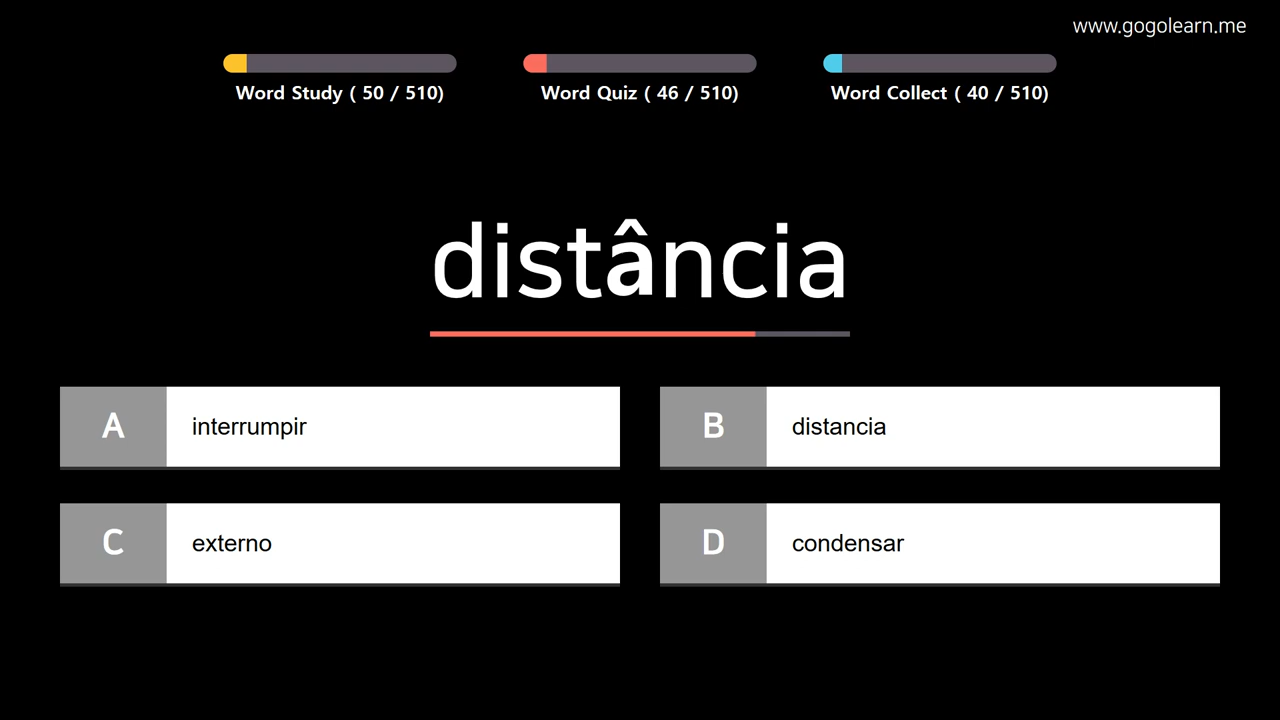 www.gogolearn.me
Word Study ( 50 / 510)
Word Quiz ( 46 / 510)
Word Collect ( 40 / 510)
distância
A interrumpir
B distancia
C externo
D condensar